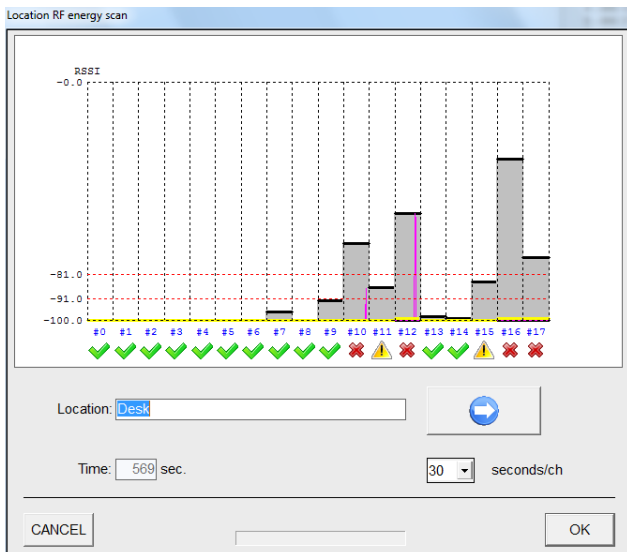 Location RF energy scan
RSSI
-0.0
-81.0
-91.0
-100.0
#0 #1 #2 #3 #4 #5 #6 #7 #8 #9 #10 #11 #12 #13 #14 #15 #16 #17
Location: Desk
Time: 569 sec. 30 seconds/ch
CANCEL OK